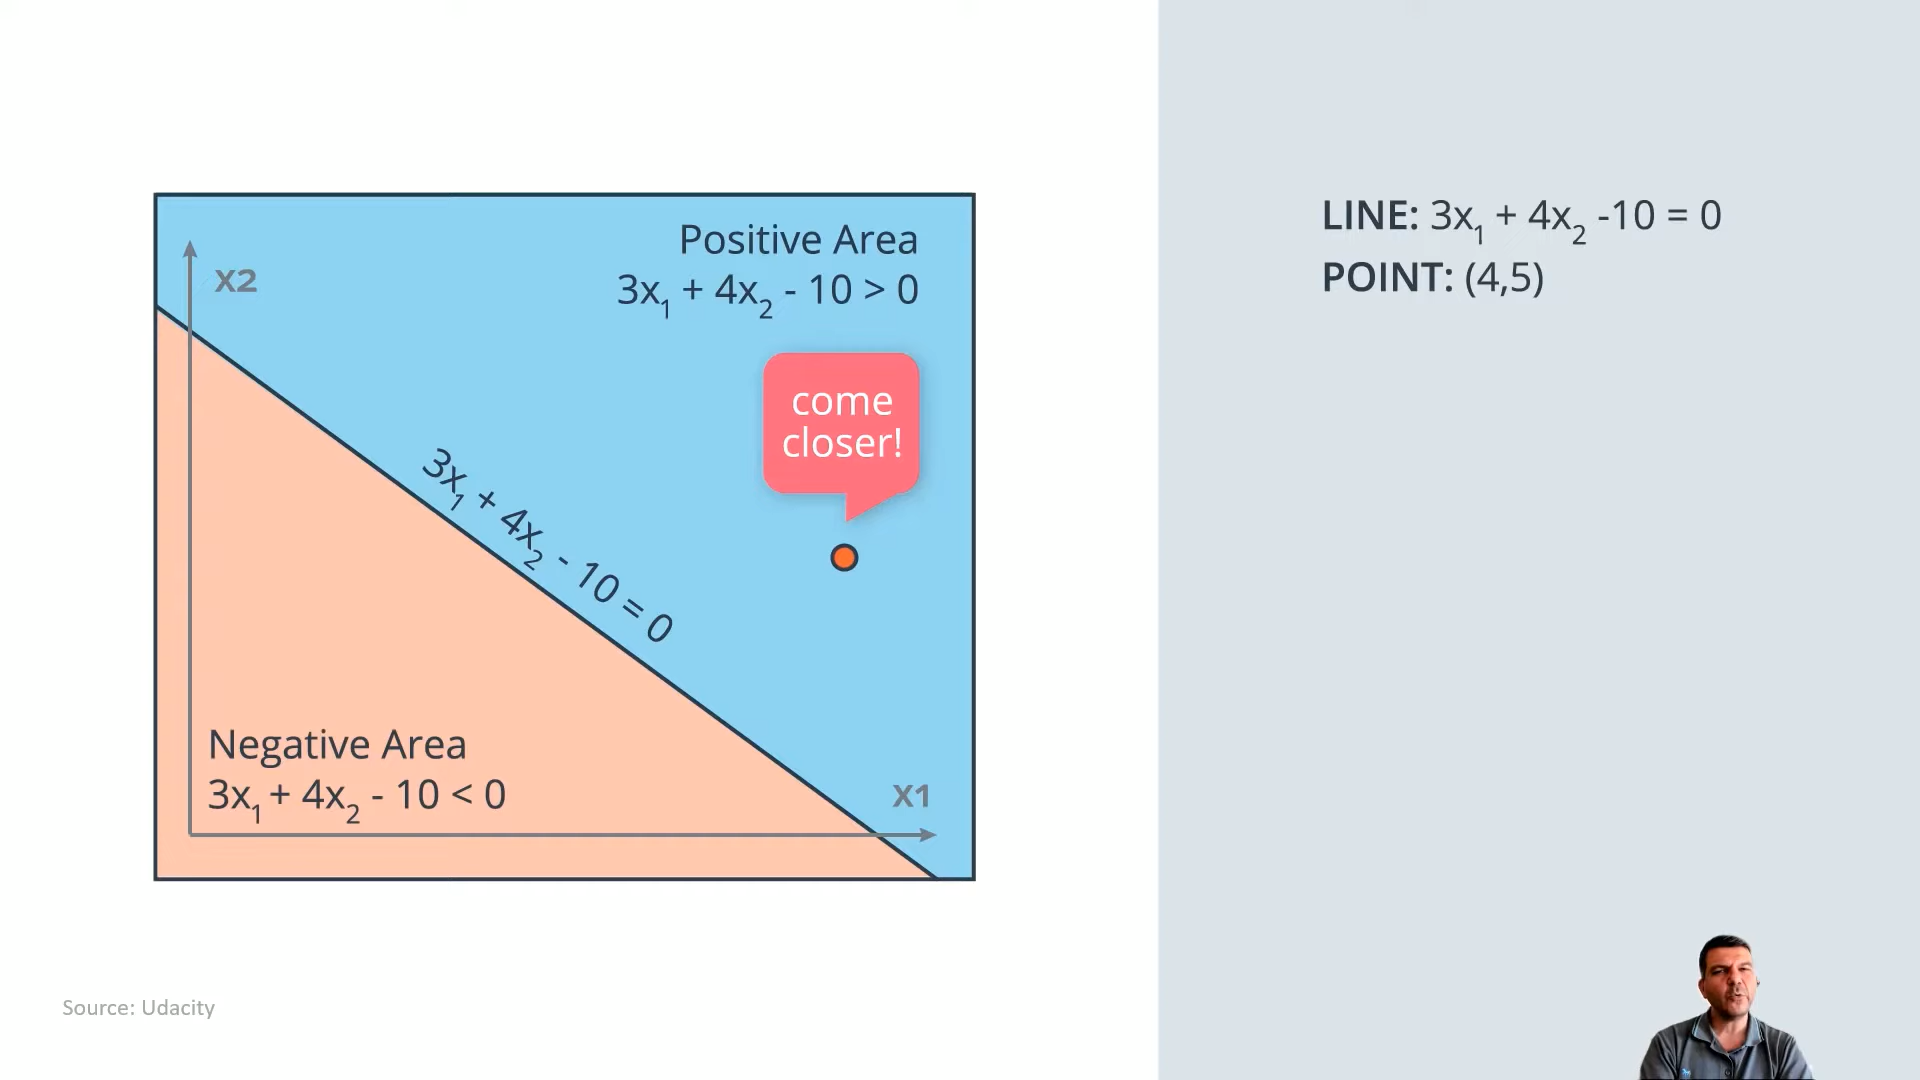 Positive Area
3x₁ + 4x₂ - 10 > 0
X2
come
closer!
3x₁ + 4x₂ - 10 = 0
Negative Area
3x₁ + 4x₂ - 10 < 0
X1
LINE: 3x₁ + 4x₂ -10 = 0
POINT: (4,5)
Source: Udacity